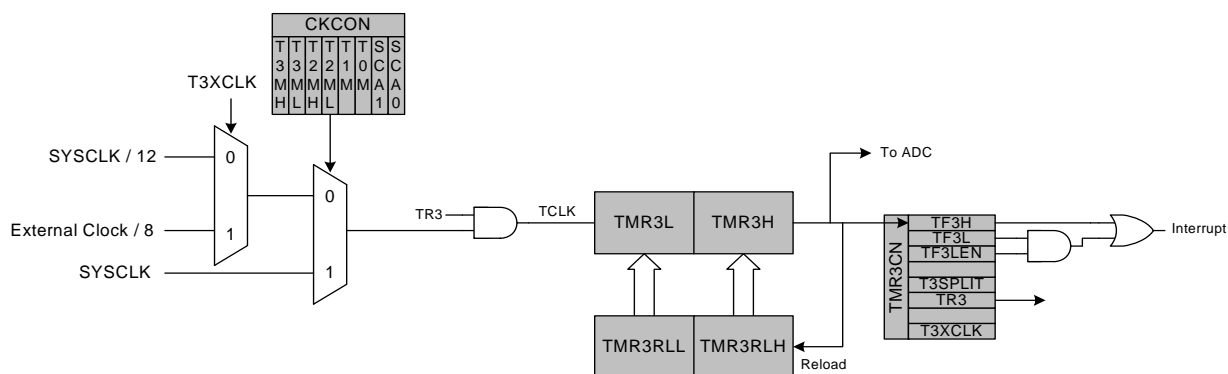 CKCON
T3MH T3ML T2MH T2ML T1M T0M SCA1 SCA0
T3XCLK
SYSCLK / 12
0
External Clock / 8
1
0
SYSCLK
1
TR3
TCLK
TMR3L TMR3H
To ADC
TMR3RLL TMR3RLH
Reload
TMR3CN
TF3H
TF3L
TF3LEN
T3SPLIT
TR3
T3XCLK
Interrupt